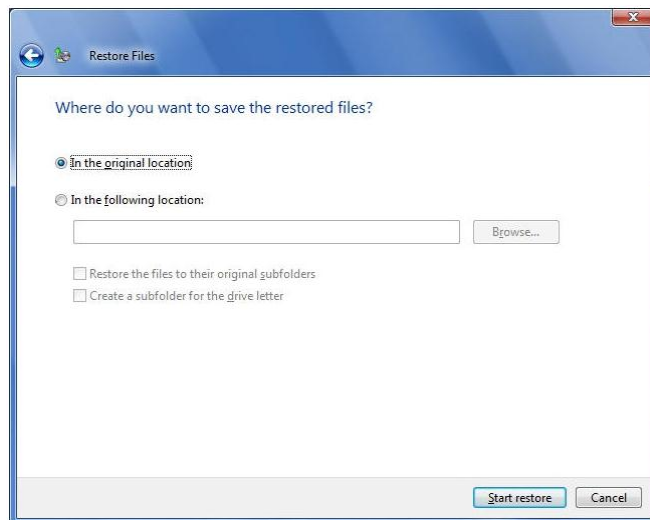 Restore Files
Where do you want to save the restored files?
In the original location
In the following location:
Browse...
Restore the files to their original subfolders
Create a subfolder for the drive letter
Start restore Cancel